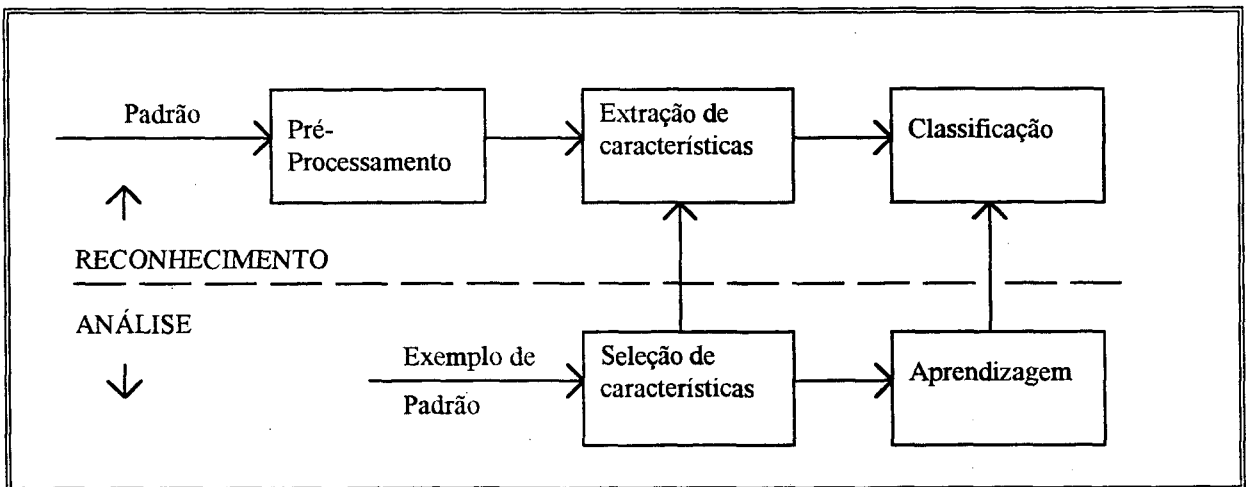 Padrão
Pré-
Processamento
Extração de
características
Classificação
RECONHECIMENTO
ANÁLISE
Exemplo de
Padrão
Seleção de
características
Aprendizagem